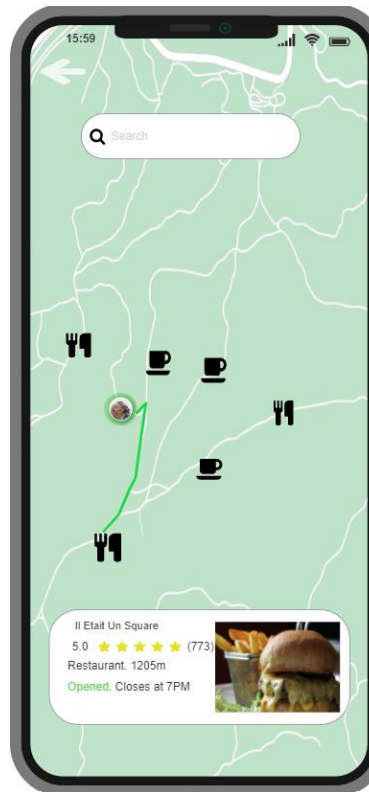 15:59
Search
Il Etait Un Square
5.0 (773)
Restaurant. 1205m
Opened. Closes at 7PM